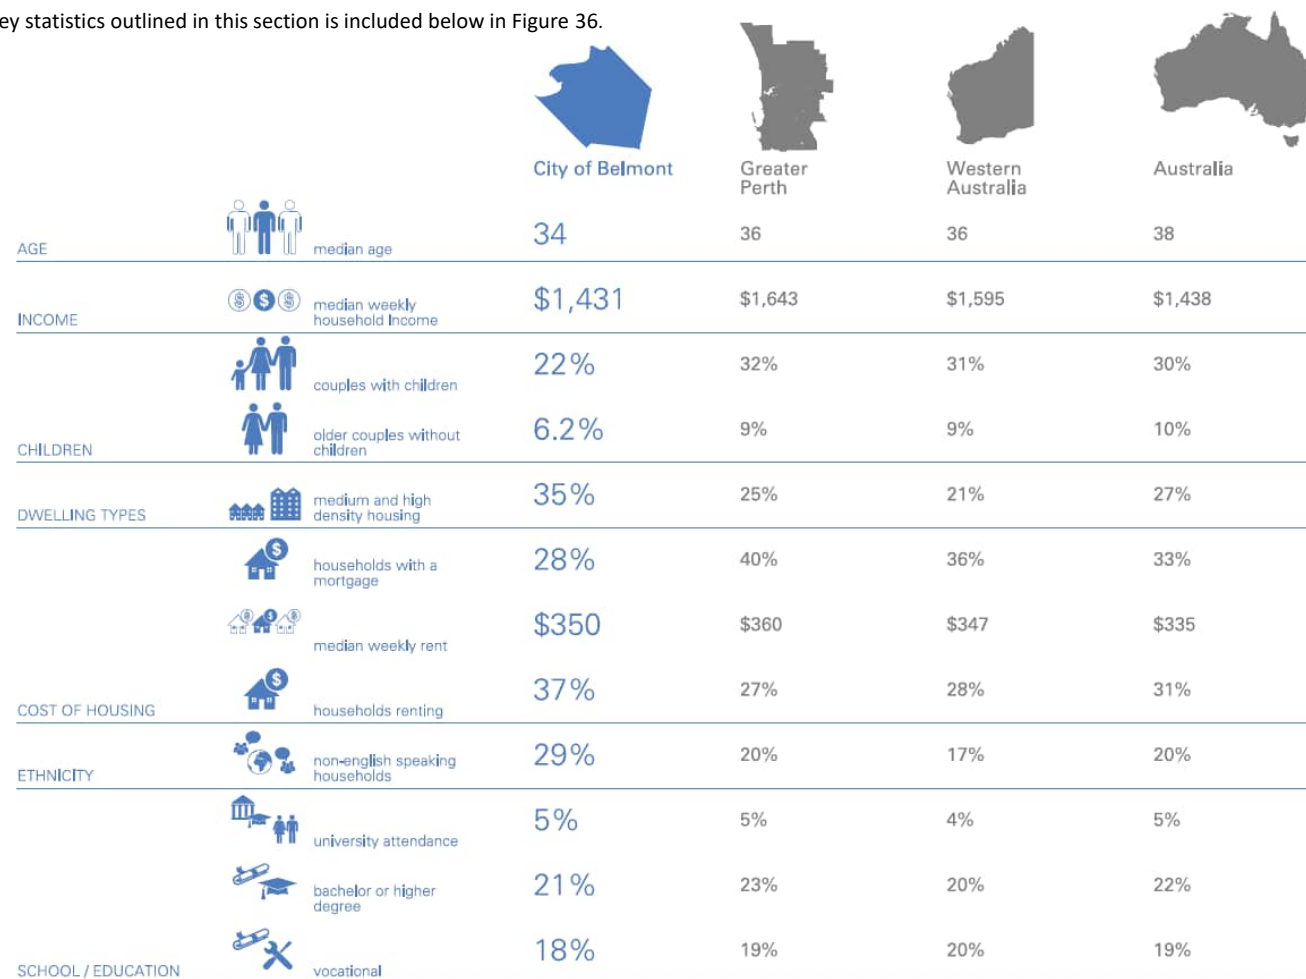 ey statistics outlined in this section is included below in Figure 36.
City of Belmont
Greater
Perth
Western
Australia
Australia
AGE median age 34 36 36 38
INCOME median weekly
household Income $1,431 $1,643 $1,595 $1,438
couples with children 22% 32% 31% 30%
CHILDREN older couples without
children 6.2% 9% 9% 10%
DWELLING TYPES medium and high
density housing 35% 25% 21% 27%
households with a
mortgage 28% 40% 36% 33%
median weekly rent $350 $360 $347 $335
COST OF HOUSING households renting 37% 27% 28% 31%
ETHNICITY non-english speaking
households 29% 20% 17% 20%
university attendance 5% 5% 4% 5%
bachelor or higher
degree 21% 23% 20% 22%
SCHOOL / EDUCATION vocational 18% 19% 20% 19%